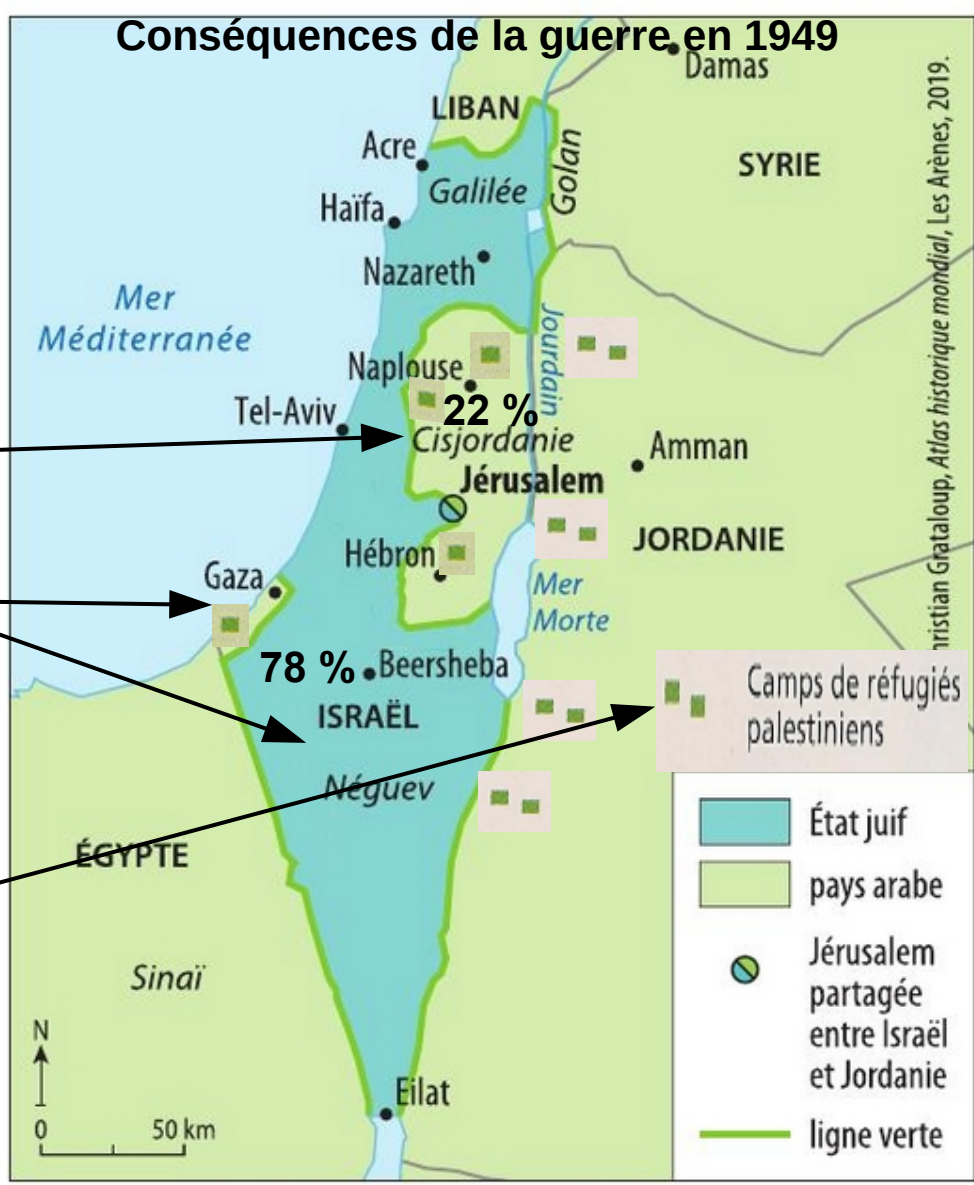 Conséquences de la guerre en 1949
Damas
LIBAN
Acre
Golan
SYRIE
Galilée
Haïfa
Nazareth
Mer
Méditerranée
Jourdain
Naplouse
22 %
Tel-Aviv
Cisjordanie
Amman
Jérusalem
JORDANIE
Hébron
Gaza
Mer
Morte
78 %
Beersheba
ISRAËL
Néguev
ÉGYPTE
Sinaï
Eilat
N
0 50 km
hristian Grataloup, Atlas historique mondial, Les Arènes, 2019.
Camps de réfugiés
palestiniens
État juif
pays arabe
Jérusalem
partagée
entre Israël
et Jordanie
ligne verte